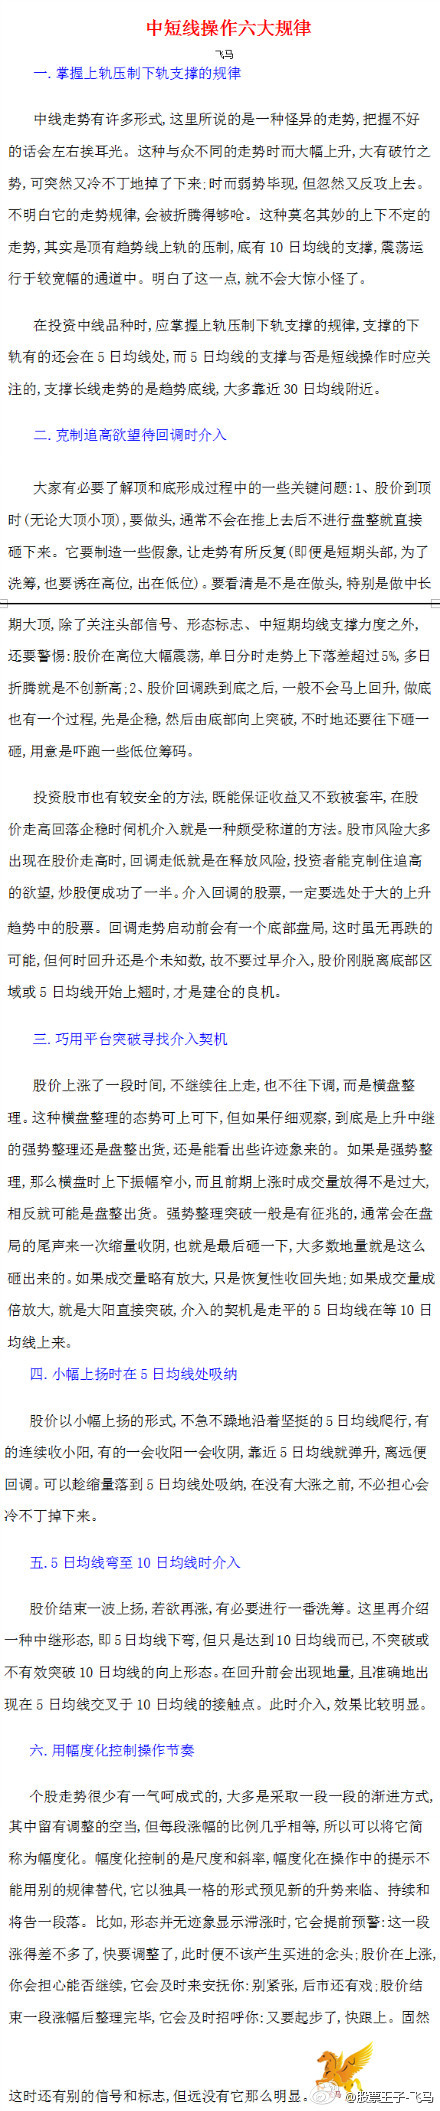 中短线操作六大规律
飞马
一.掌握上轨压制下轨支撑的规律
中线走势有许多形式,这里所说的是一种怪异的走势,把握不好
的话会左右挨耳光。这种与众不同的走势时而大幅上升,大有破竹之
势,可突然又冷不丁地掉了下来;时而弱势毕现,但忽然又反攻上去。
不明白它的走势规律,会被折腾得够呛。这种莫名其妙的上下不定的
走势,其实是顶有趋势线上轨的压制,底有10日均线的支撑,震荡运
行于较宽幅的通道中。明白了这一点,就不会大惊小怪了。
在投资中线品种时,应掌握上轨压制下轨支撑的规律,支撑的下
轨有的还会在5日均线处,而5日均线的支撑与否是短线操作时应关
注的,支撑长线走势的是趋势底线,大多靠近30日均线附近。
二.克制追高欲望待回调时介入
大家有必要了解顶和底形成过程中的一些关键问题:1、股价到顶
时(无论大顶小顶),要做头,通常不会在推上去后不进行盘整就直接
砸下来。它要制造一些假象,让走势有所反复(即便是短期头部,为了
洗筹,也要诱在高位,出在低位)。要看清是不是在做头,特别是做中长
期大顶,除了关注头部信号、形态标志、中短期均线支撑力度之外,
还要警惕:股价在高位大幅震荡,单日分时走势上下落差超过5%,多日
折腾就是不创新高;2、股价回调跌到底之后,一般不会马上回升,做底
也有一个过程,先是企稳,然后由底部向上突破,不时地还要往下砸一
砸,用意是吓跑一些低位筹码。
投资股市也有较安全的方法,既能保证收益又不致被套牢,在股
价走高回落企稳时伺机介入就是一种颇受称道的方法。股市风险大多
出现在股价走高时,回调走低就是在释放风险,投资者能克制住追高
的欲望,炒股便成功了一半。介入回调的股票,一定要选处于大的上升
趋势中的股票。回调走势启动前会有一个底部盘局,这时虽无再跌的
可能,但何时回升还是个未知数,故不要过早介入,股价刚脱离底部区
域或5日均线开始上翘时,才是建仓的良机。
三.巧用平台突破寻找介入契机
股价上涨了一段时间,不继续往上走,也不往下调,而是横盘整
理。这种横盘整理的态势可上可下,但如果仔细观察,到底是上升中继
的强势整理还是盘整出货,还是能看出些许迹象来的。如果是强势整
理,那么横盘时上下振幅窄小,而且前期上涨时成交量放得不是过大,
相反就可能是盘整出货。强势整理突破一般是有征兆的,通常会在盘
局的尾声来一次缩量收阴,也就是最后砸一下,大多数地量就是这么
砸出来的。如果成交量略有放大,只是恢复性收回失地;如果成交量成
倍放大,就是大阳直接突破,介入的契机是走平的5日均线在等10日
均线上来。
四.小幅上扬时在5日均线处吸纳
股价以小幅上扬的形式,不急不躁地沿着坚挺的5日均线爬行,有
的连续收小阳,有的一会收阳一会收阴,靠近5日均线就弹升,离远便
回调。可以趁缩量落到5日均线处吸纳,在没有大涨之前,不必担心会
冷不丁掉下来。
五.5日均线弯至10日均线时介入
股价结束一波上扬,若欲再涨,有必要进行一番洗筹。这里再介绍
一种中继形态,即5日均线下弯,但只是达到10日均线而已,不突破或
不有效突破10日均线的向上形态。在回升前会出现地量,且准确地出
现在5日均线交叉于10日均线的接触点。此时介入,效果比较明显。
六.用幅度化控制操作节奏
个股走势很少有一气呵成式的,大多是采取一段一段的渐进方式,
其中留有调整的空当,但每段涨幅的比例几乎相等,所以可以将它简
称为幅度化。幅度化控制的是尺度和斜率,幅度化在操作中的提示不
能用别的规律替代,它以独具一格的形式预见新的升势来临、持续和
将告一段落。比如,形态并无迹象显示滞涨时,它会提前预警:这一段
涨得差不多了,快要调整了,此时便不该产生买进的念头;股价在上涨,
你会担心能否继续,它会及时来安抚你:别紧张,后市还有戏;股价结
束一段涨幅后整理完毕,它会及时招呼你:又要起步了,快跟上。固然
这时还有别的信号和标志,但远没有它那么明显。
@股票王子-飞马